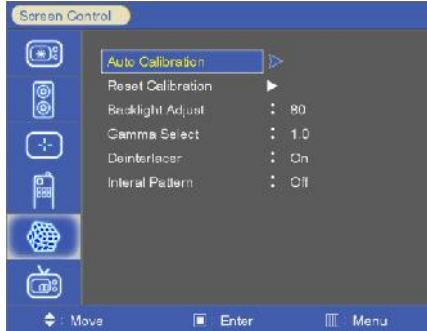 Screen Control
Auto Calibration
Reset Calibration
Backlight Adjust : 80
Gamma Select : 1.0
Deinterlacer : On
Interal Pattern : Off
: Move
Enter
Menu